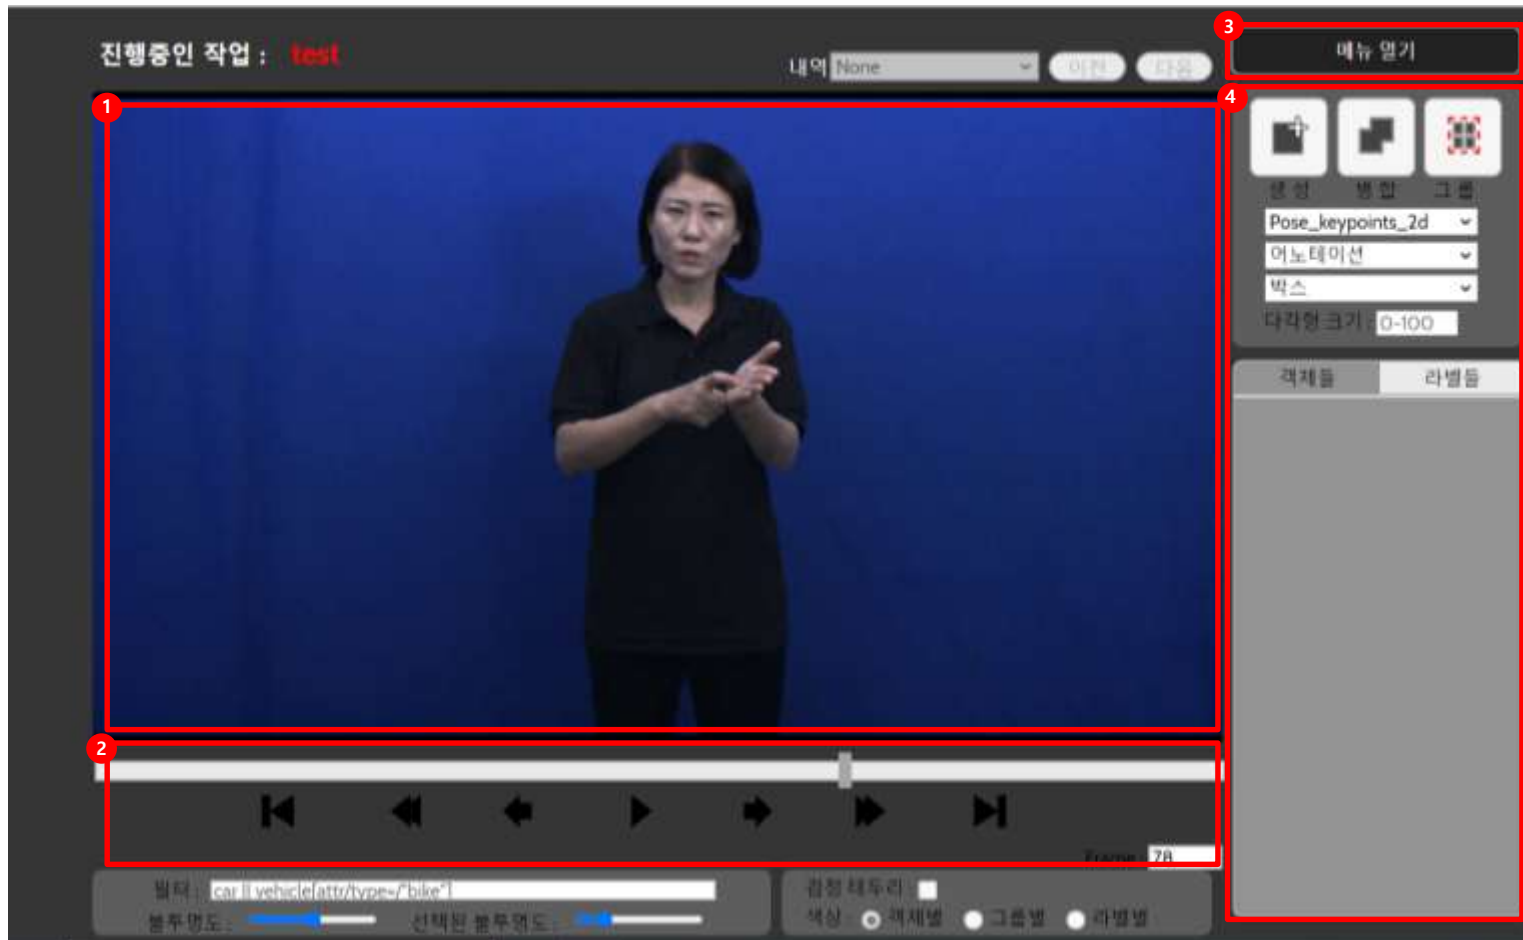 진행중인 작업 : test
내역 None 이전 다음
3
메뉴 열기
1
4
생성 병합 그룹
Pose_keypoints_2d
어노테이션
박스
다각형 크기 : 0-100
객체들 라벨들
2
Frame : 78
필터 : car || vehicle[attr/type=/"bike"]
불투명도 : 선택된 불투명도 :
검정 테두리 :
색상 : 객체별 그룹별 라벨별